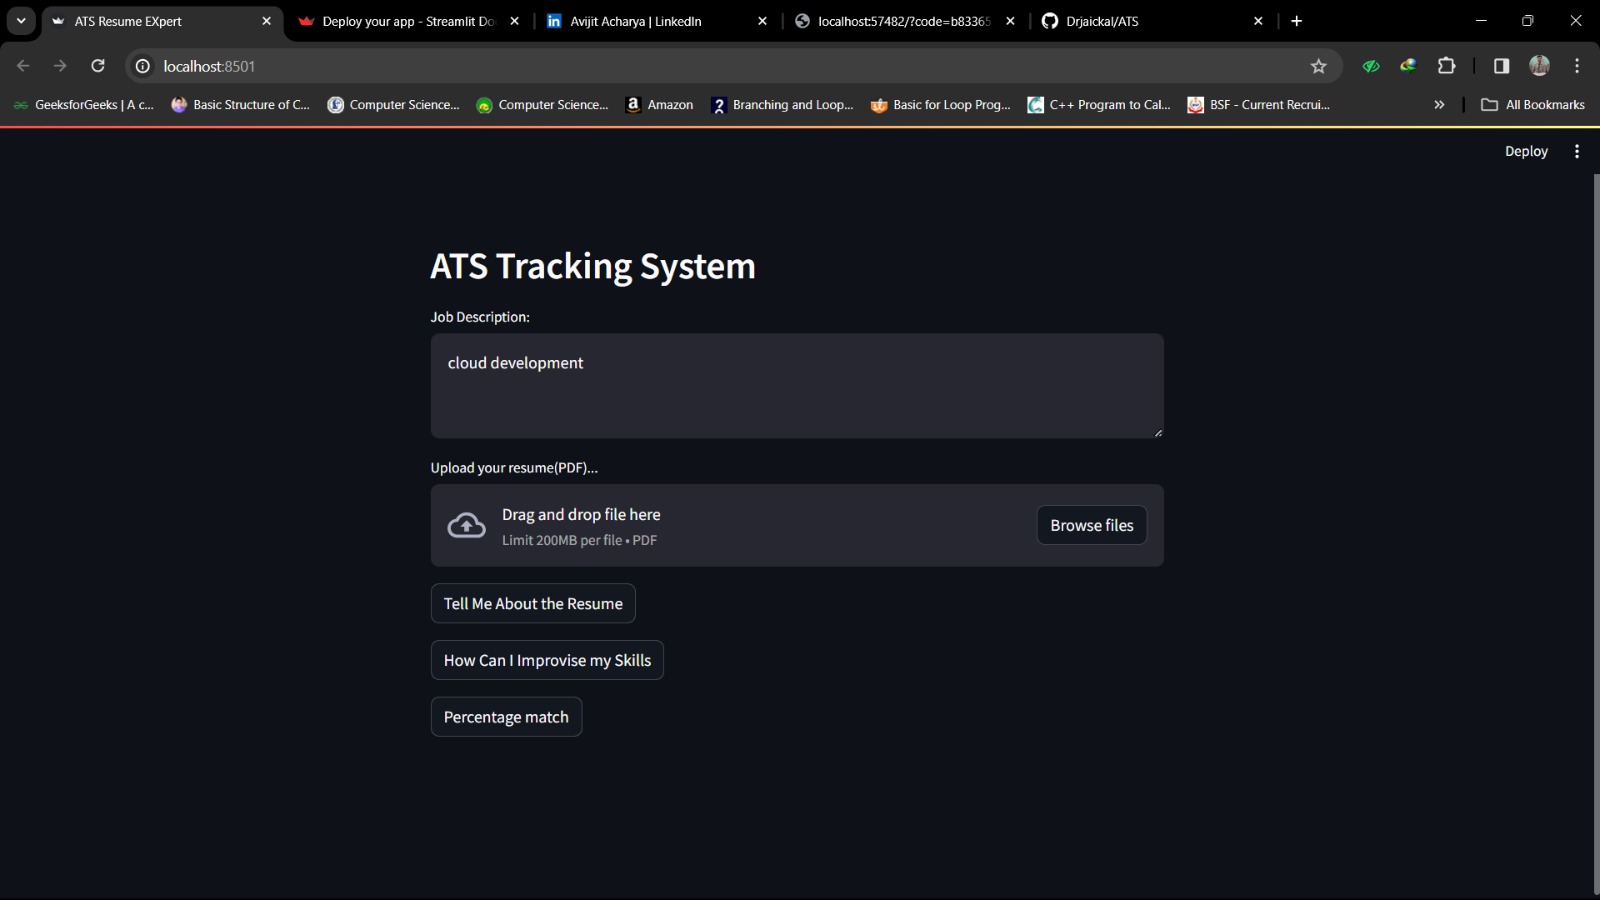 ATS Resume EXpert
Deploy your app - Streamlit Do
Avijit Acharya | LinkedIn
localhost:57482/?code=b83365
Drjaickal/ATS
localhost:8501
GeeksforGeeks | A c...
Basic Structure of C...
Computer Science...
Computer Science...
Amazon
Branching and Loop...
Basic for Loop Prog...
C++ Program to Cal...
BSF - Current Recrui...
All Bookmarks
Deploy
ATS Tracking System
Job Description:
cloud development
Upload your resume(PDF)...
Drag and drop file here
Limit 200MB per file • PDF
Browse files
Tell Me About the Resume
How Can I Improvise my Skills
Percentage match